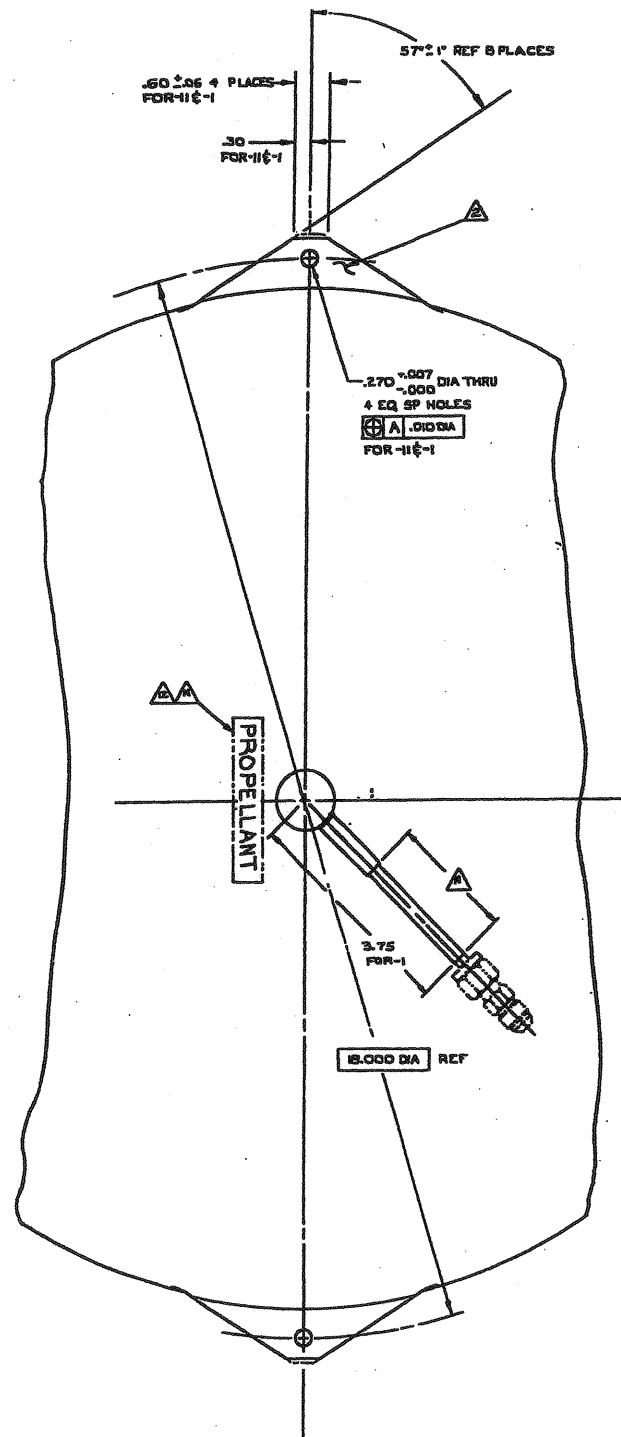 57°±1° REF 8 PLACES
.60 ±.06 4 PLACES
FOR-11&-1
.30
FOR-11&-1
2
.270 +.007 -.000 DIA THRU
4 EQ SP HOLES
⌖ A .010 DIA
FOR -11&-1
PROPELLANT
3.75
FOR-1
18.000 DIA REF